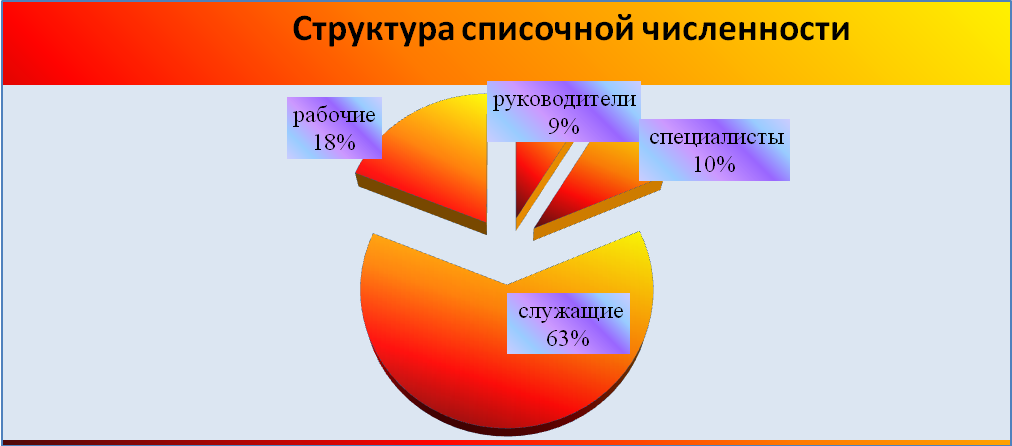 Структура списочной численности
руководители
9%
специалисты
10%
служащие
63%
рабочие
18%